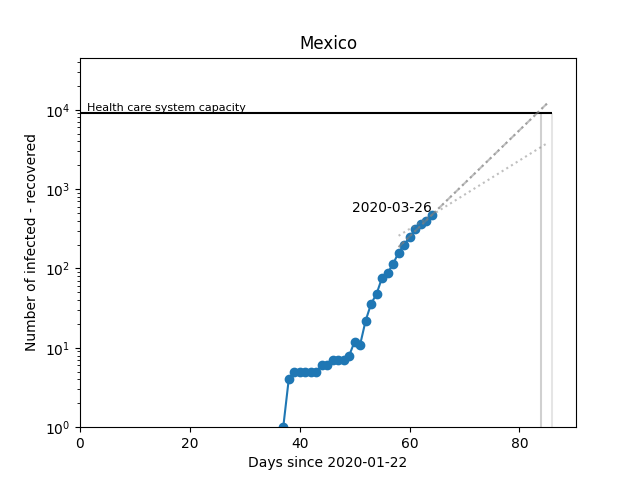 Mexico
Number of infected - recovered
10⁴
10³
10²
10¹
10⁰
Health care system capacity
2020-03-26
0 20 40 60 80
Days since 2020-01-22